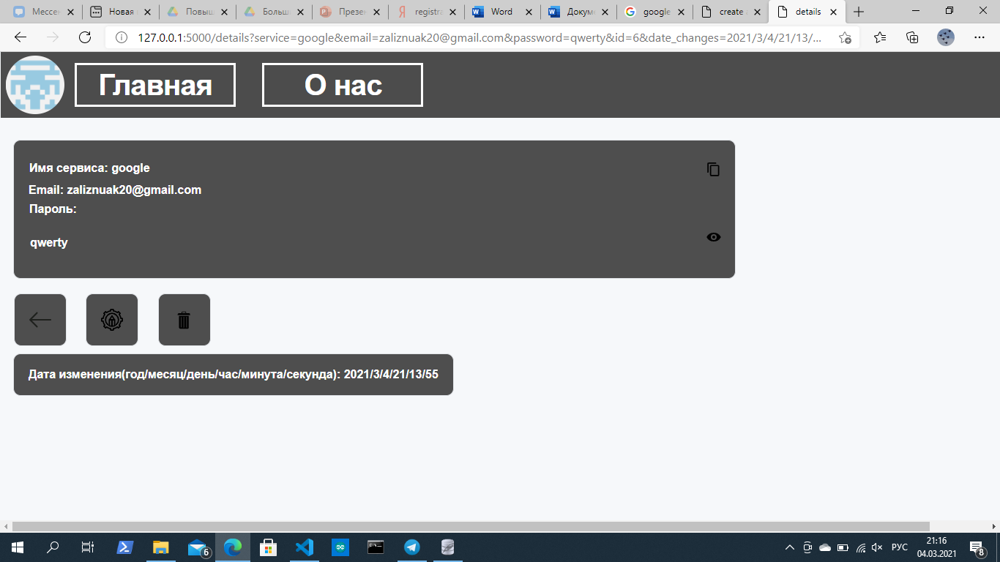 Мессен
Новая
Повыш
Больш
Презен
registra
Word
Докум
google
create
details
127.0.0.1:5000/details?service=google&email=zaliznuak20@gmail.com&password=qwerty&id=6&date_changes=2021/3/4/21/13/...
Главная
О нас
Имя сервиса: google
Email: zaliznuak20@gmail.com
Пароль:
qwerty
Дата изменения(год/месяц/день/час/минута/секунда): 2021/3/4/21/13/55
6
РУС
21:16
04.03.2021
8